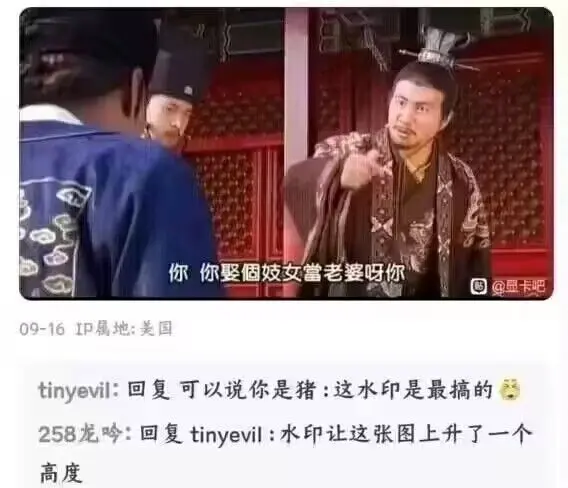 你 你娶個妓女當老婆呀你
贴 @显卡吧
09-16 IP属地:美国
tinyevil: 回复 可以说你是猪:这水印是最搞的
258龙吟: 回复 tinyevil:水印让这张图上升了一个
高度